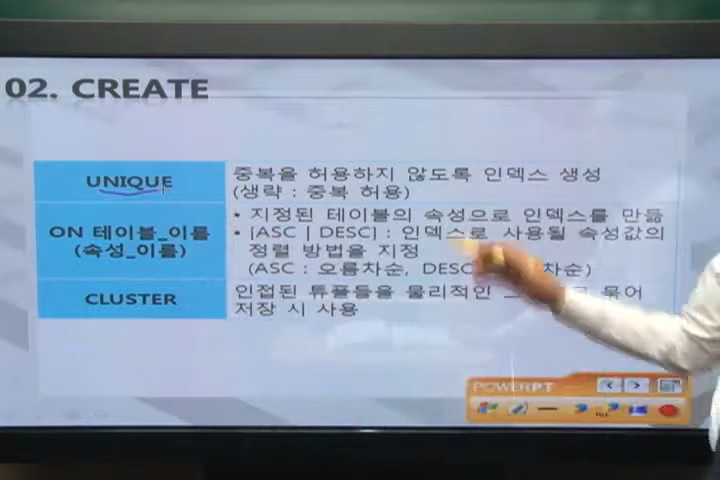 02. CREATE
UNIQUE
중복을 허용하지 않도록 인덱스 생성
(생략 : 중복 허용)
ON 테이블_이름
(속성_이름)
• 지정된 테이블의 속성으로 인덱스를 만듦
• [ASC | DESC] : 인덱스로 사용될 속성값의
정렬 방법을 지정
(ASC : 오름차순, DESC 차순)
CLUSTER
인접된 튜플들을 물리적인 묶어
저장 시 사용
POWERPT